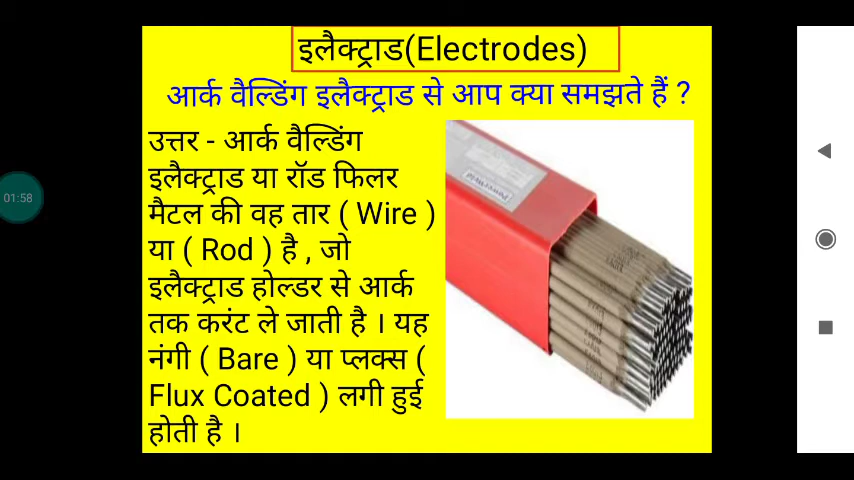 इलैक्ट्राड(Electrodes)
आर्क वैल्डिंग इलैक्ट्राड से आप क्या समझते हैं ?
उत्तर - आर्क वैल्डिंग
इलैक्ट्राड या रॉड फिलर
मैटल की वह तार ( Wire )
या ( Rod ) है , जो
इलैक्ट्राड होल्डर से आर्क
तक करंट ले जाती है । यह
नंगी ( Bare ) या प्लक्स (
Flux Coated ) लगी हुई
होती है ।
PowerWeld
01:58